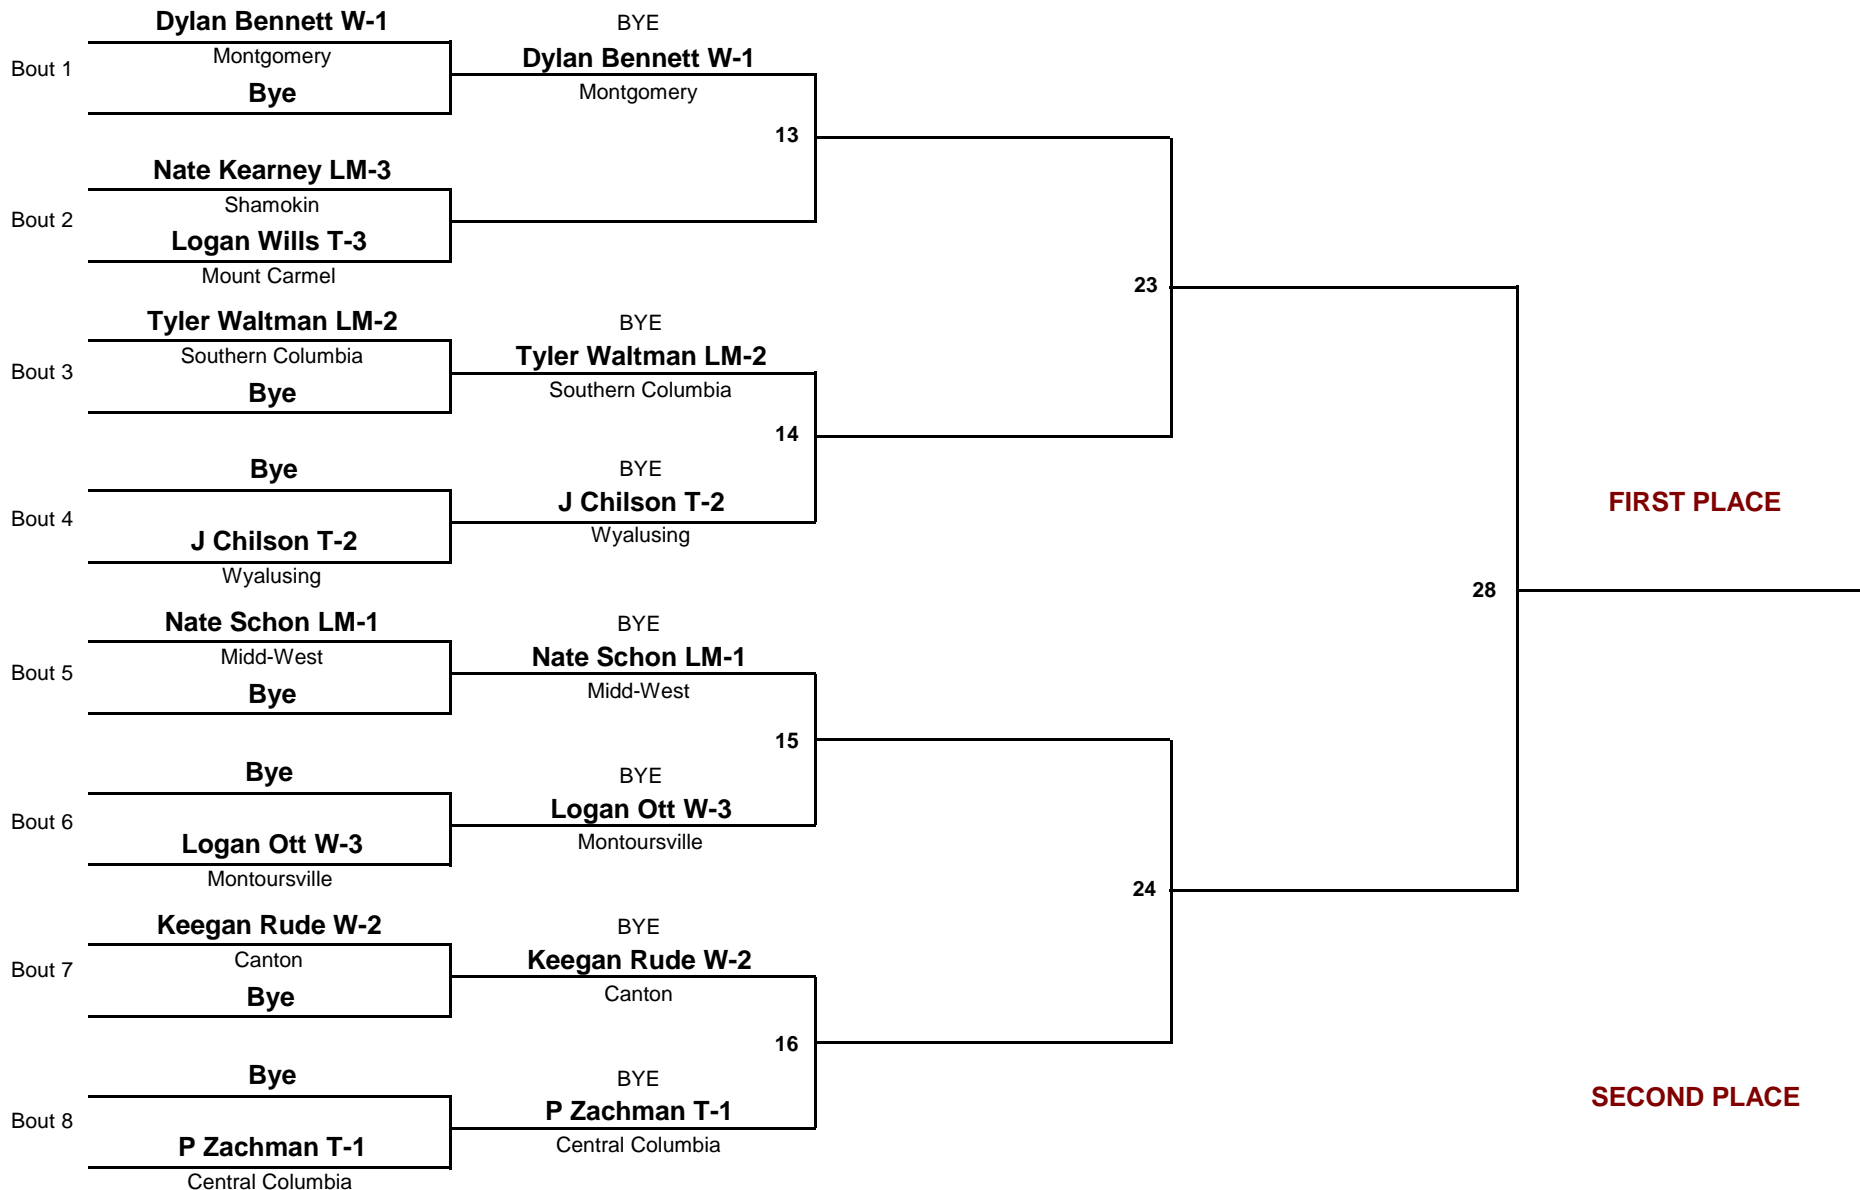 Dylan Bennett W-1
BYE
Bout 1
Montgomery
Dylan Bennett W-1
Bye
Montgomery
13
Nate Kearney LM-3
Bout 2
Shamokin
Logan Wills T-3
Mount Carmel
23
Tyler Waltman LM-2
BYE
Bout 3
Southern Columbia
Tyler Waltman LM-2
Bye
Southern Columbia
14
Bye
BYE
Bout 4
J Chilson T-2
FIRST PLACE
J Chilson T-2
Wyalusing
Wyalusing
28
Nate Schon LM-1
BYE
Bout 5
Midd-West
Nate Schon LM-1
Bye
Midd-West
15
Bye
BYE
Bout 6
Logan Ott W-3
Logan Ott W-3
Montoursville
Montoursville
24
Keegan Rude W-2
BYE
Bout 7
Canton
Keegan Rude W-2
Bye
Canton
16
Bye
BYE
SECOND PLACE
Bout 8
P Zachman T-1
P Zachman T-1
Central Columbia
Central Columbia